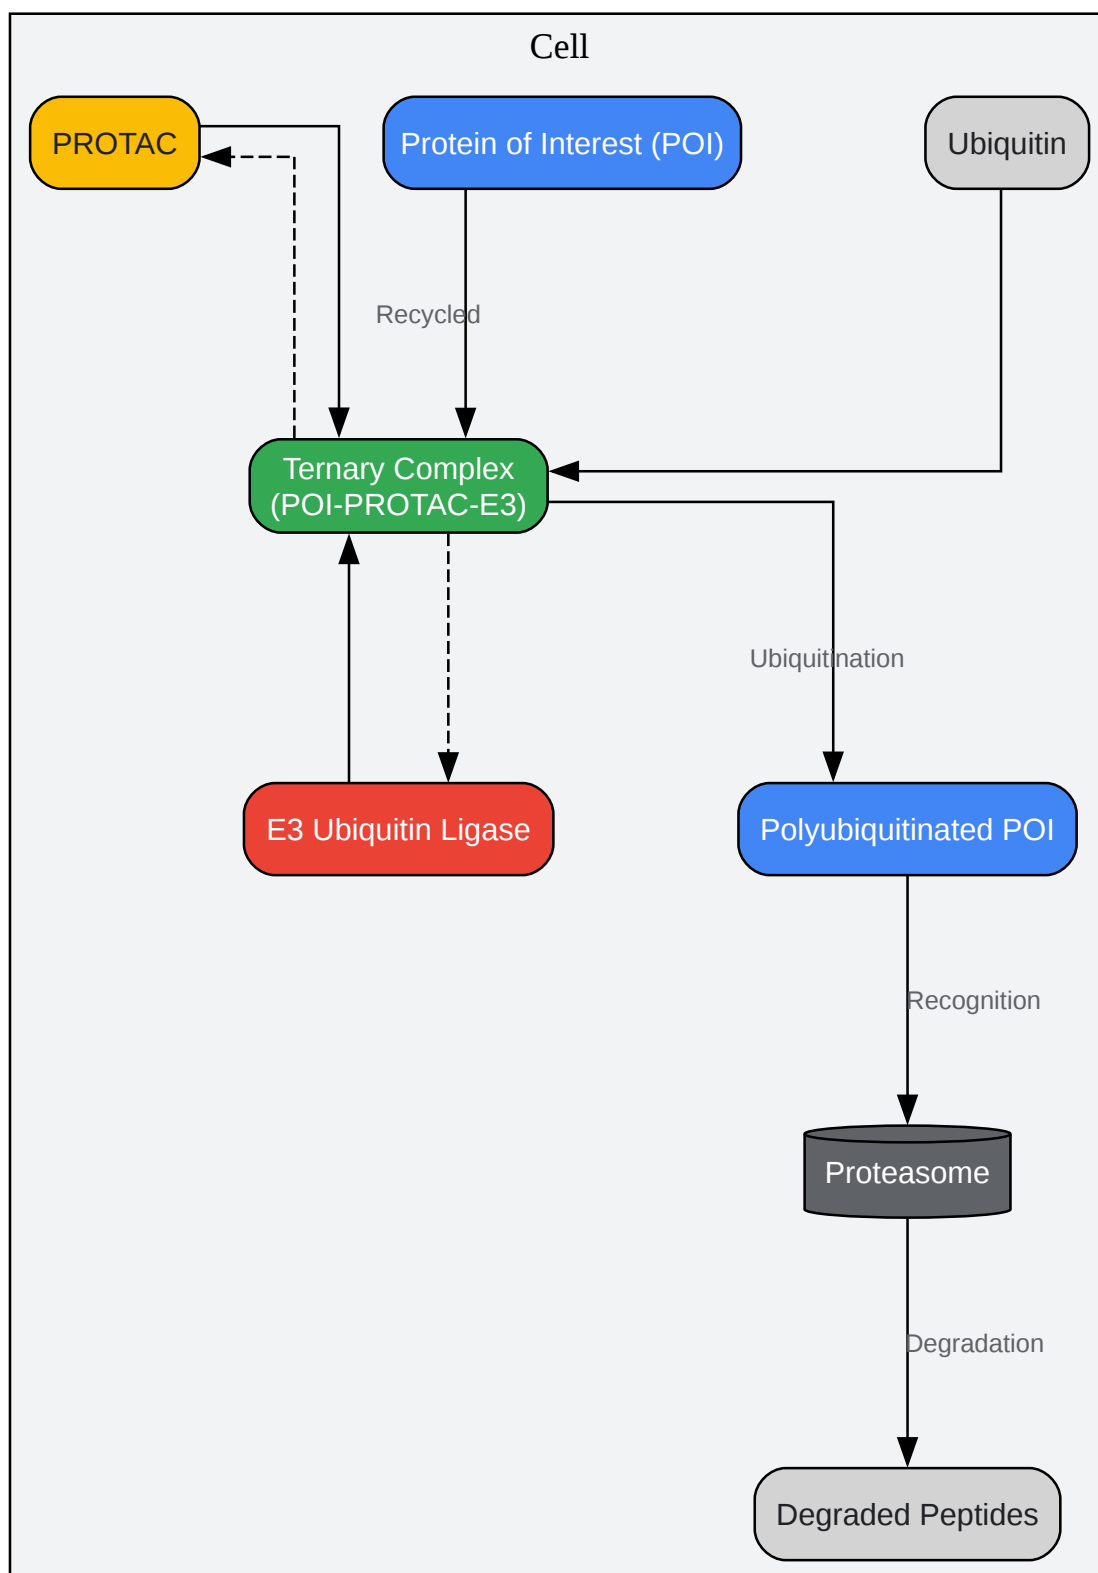 Cell
PROTAC
Protein of Interest (POI)
Ubiquitin
Recycled
Ternary Complex
(POI-PROTAC-E3)
Ubiquitination
E3 Ubiquitin Ligase
Polyubiquitinated POI
Recognition
Proteasome
Degradation
Degraded Peptides